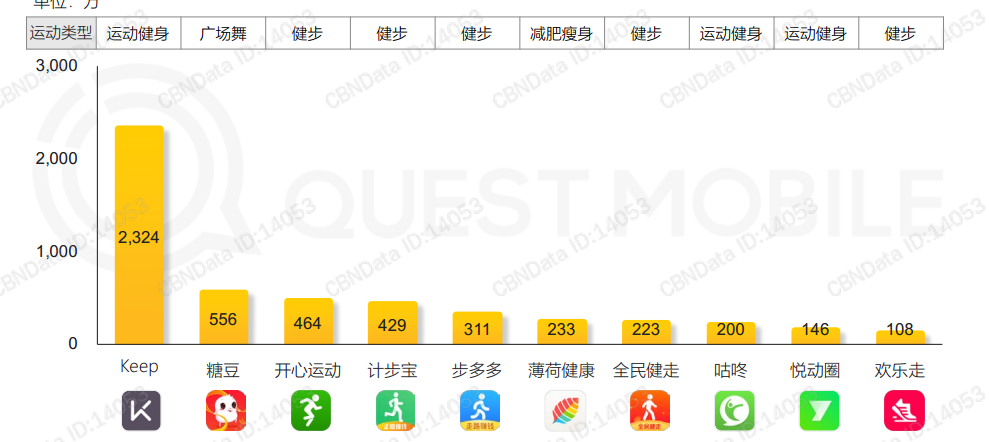 单位：万
运动类型 运动健身 广场舞 健步 健步 健步 减肥瘦身 健步 运动健身 运动健身 健步
3,000
2,000
1,000
0
2,324 556 464 429 311 233 223 200 146 108
Keep 糖豆 开心运动 计步宝 步多多 薄荷健康 全民健走 咕咚 悦动圈 欢乐走
走路赚钱 走路赚钱 全民健走
QUEST MOBILE
CBNData ID:14053